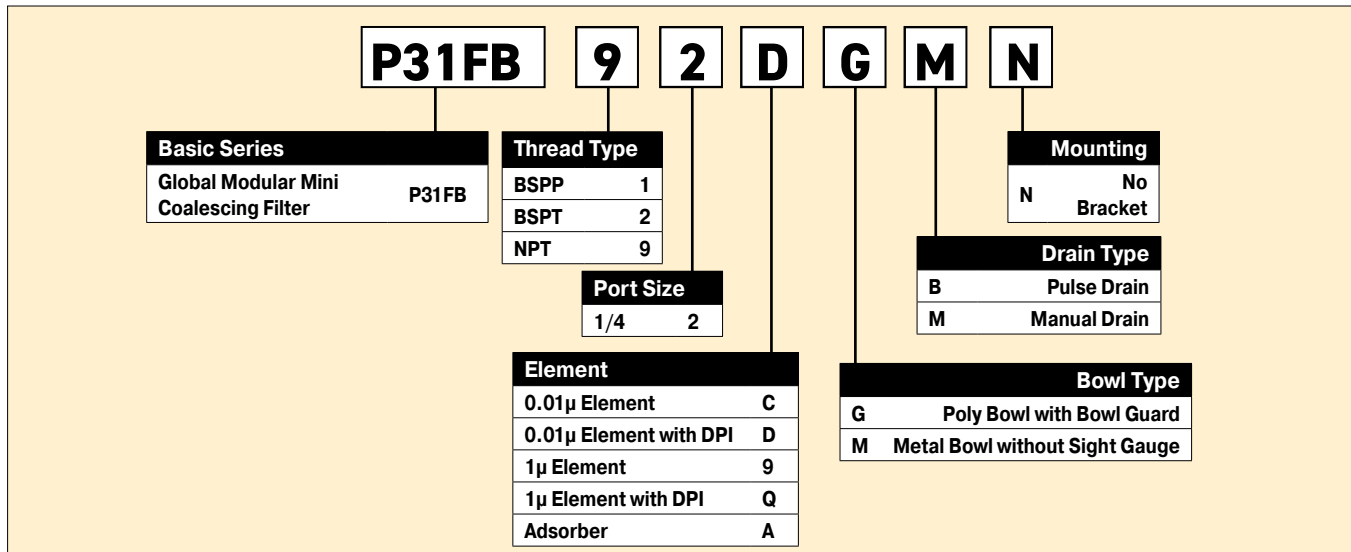 P31FB 9 2 D G M N
Basic Series
Global Modular Mini
Coalescing Filter P31FB
Thread Type
BSPP 1
BSPT 2
NPT 9
Port Size
1/4 2
Element
0.01µ Element C
0.01µ Element with DPI D
1µ Element 9
1µ Element with DPI Q
Adsorber A
Mounting
N No
Bracket
Drain Type
B Pulse Drain
M Manual Drain
Bowl Type
G Poly Bowl with Bowl Guard
M Metal Bowl without Sight Gauge